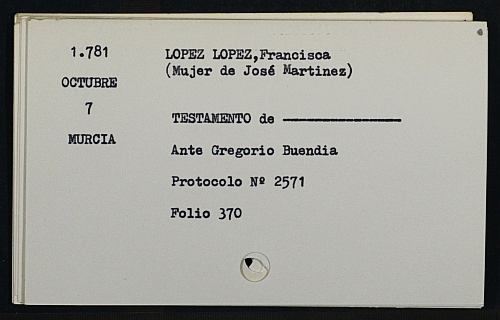 1.781
OCTUBRE
7
MURCIA
LOPEZ LOPEZ,Francisca
(Mujer de José Martinez)
TESTAMENTO de ----------------
Ante Gregorio Buendia
Protocolo Nº 2571
Folio 370